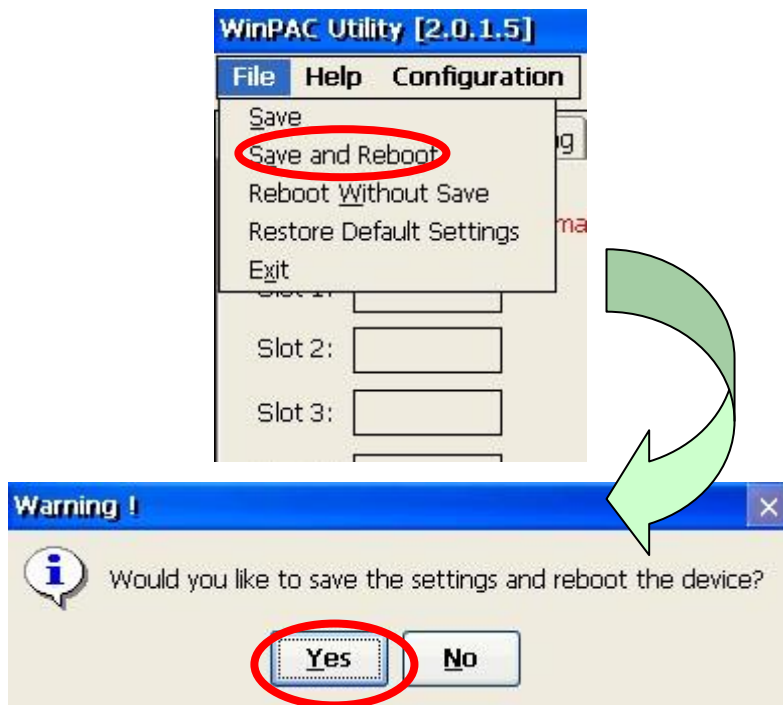 WinPAC Utility [2.0.1.5]
File Help Configuration
Save
Save and Reboot
Reboot Without Save
Restore Default Settings
Exit
Slot 2:
Slot 3:
Warning !
Would you like to save the settings and reboot the device?
Yes No